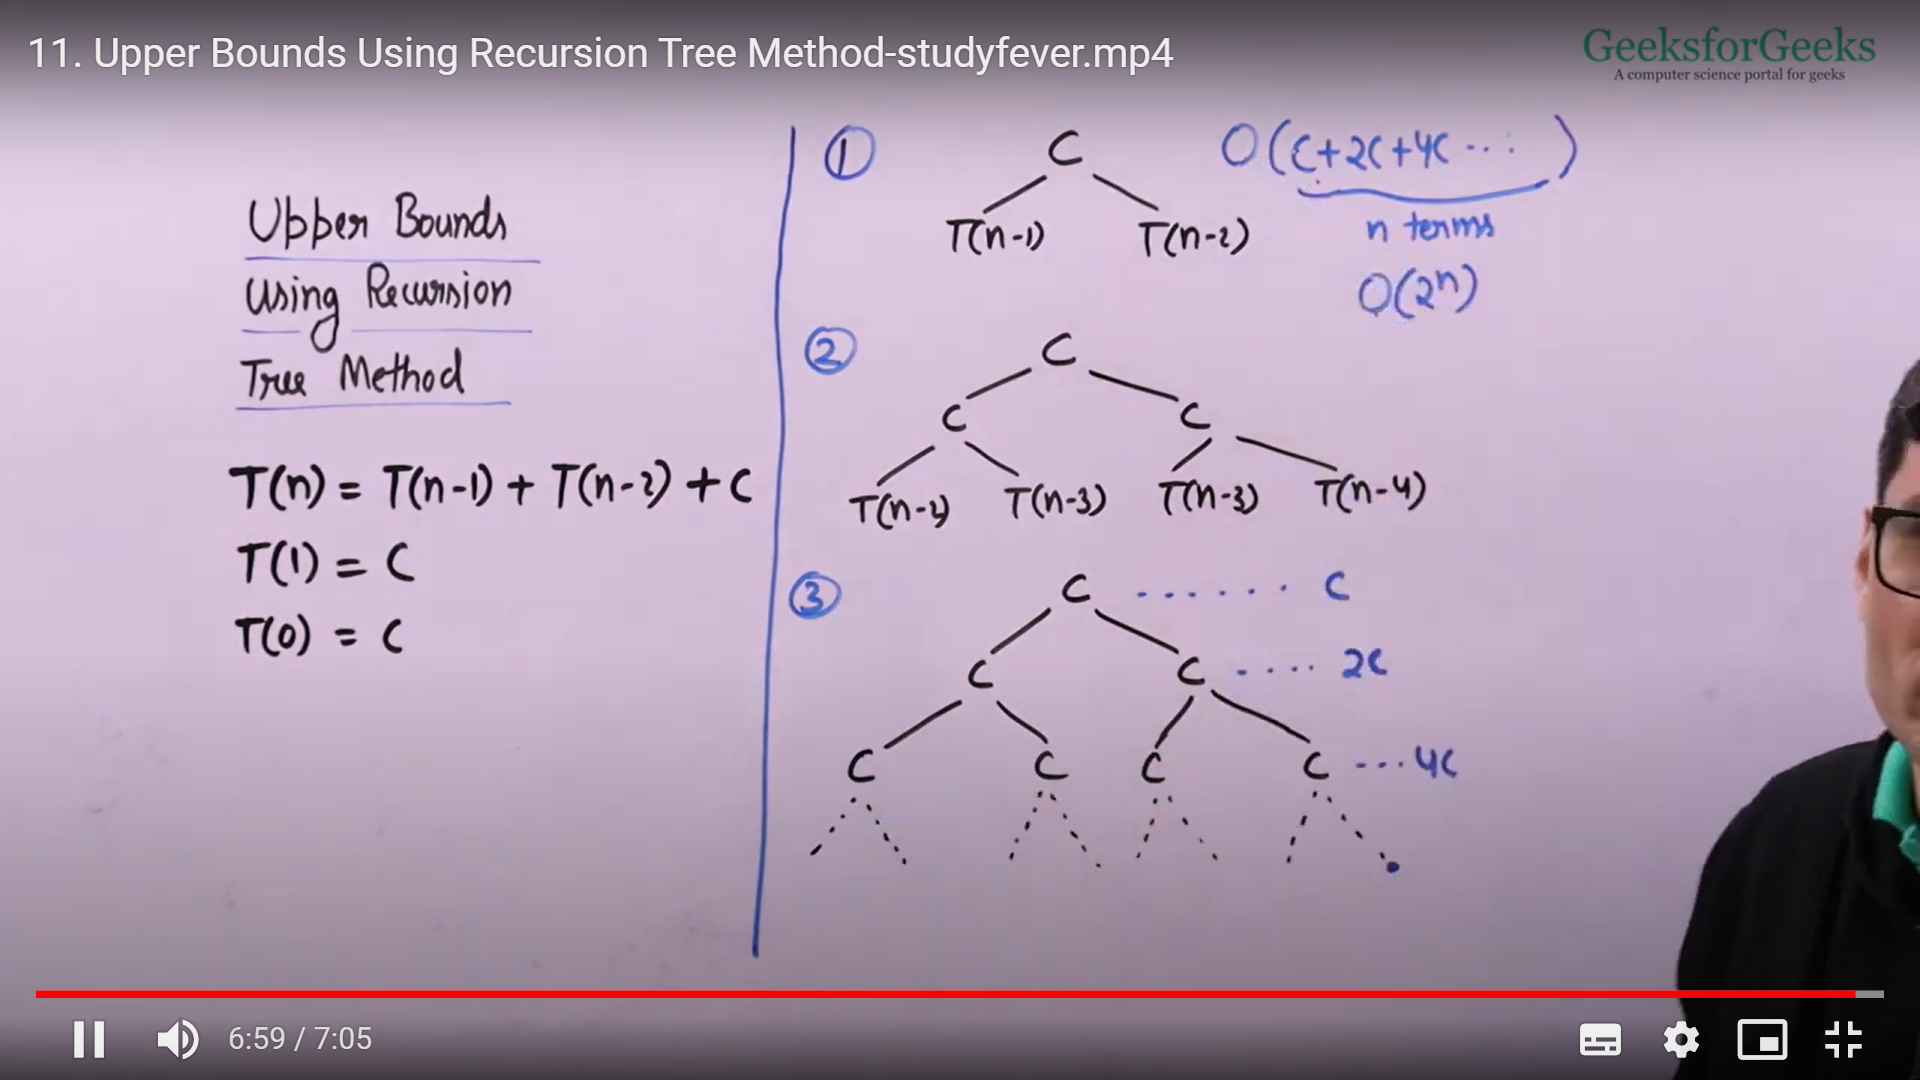 11. Upper Bounds Using Recursion Tree Method-studyfever.mp4
GeeksforGeeks
A computer science portal for geeks
Upper Bounds
Using Recursion
Tree Method
T(n) = T(n-1) + T(n-2) + C
T(1) = C
T(0) = C
①
C
O(C+2C+4C ... )
T(n-1) T(n-2)
n terms
O(2ⁿ)
②
C
C C
T(n-2) T(n-3) T(n-3) T(n-4)
③
C ...... C
C C .... 2C
C C C C ... 4C
6:59 / 7:05